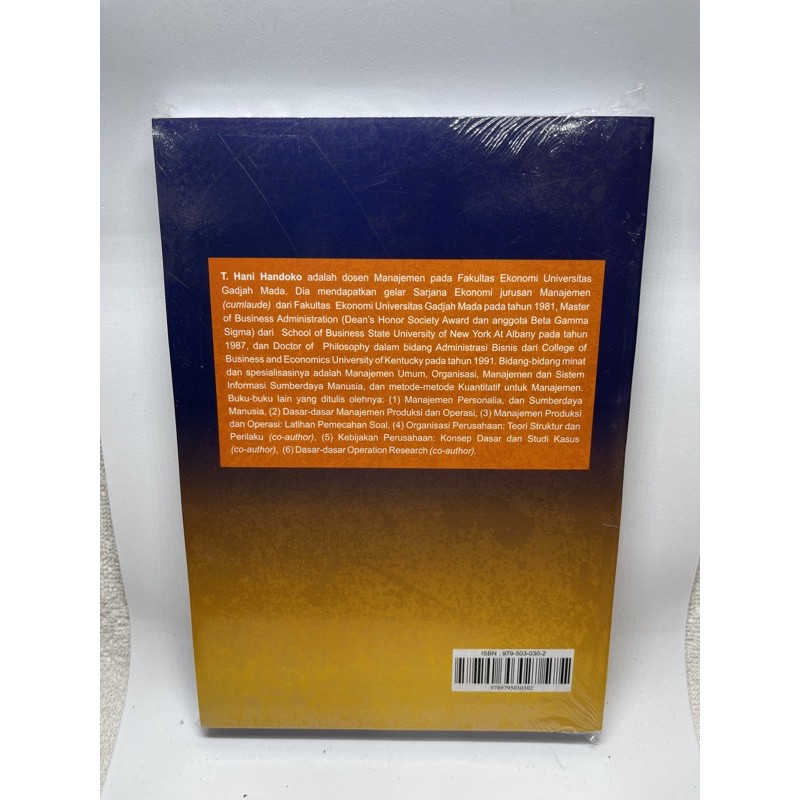 T. Hani Handoko adalah dosen Manajemen pada Fakultas Ekonomi Universitas
Gadjah Mada. Dia mendapatkan gelar Sarjana Ekonomi jurusan Manajemen
(cumlaude) dari Fakultas Ekonomi Universitas Gadjah Mada pada tahun 1981, Master
of Business Administration (Dean's Honor Society Award dan anggota Beta Gamma
Sigma) dari School of Business State University of New York At Albany pada tahun
1987, dan Doctor of Philosophy dalam bidang Administrasi Bisnis dari College of
Business and Economics University of Kentucky pada tahun 1991. Bidang-bidang minat
dan spesialisasinya adalah Manajemen Umum, Organisasi, Manajemen dan Sistem
Informasi Sumberdaya Manusia, dan metode-metode Kuantitatif untuk Manajemen.
Buku-buku lain yang ditulis olehnya: (1) Manajemen Personalia, dan Sumberdaya
Manusia, (2) Dasar-dasar Manajemen Produksi dan Operasi, (3) Manajemen Produksi
dan Operasi: Latihan Pemecahan Soal, (4) Organisasi Perusahaan: Teori Struktur dan
Perilaku (co-author), (5) Kebijakan Perusahaan: Konsep Dasar dan Studi Kasus
(co-author), (6) Dasar-dasar Operation Research (co-author).
ISBN : 979-503-030-2
9789795030302